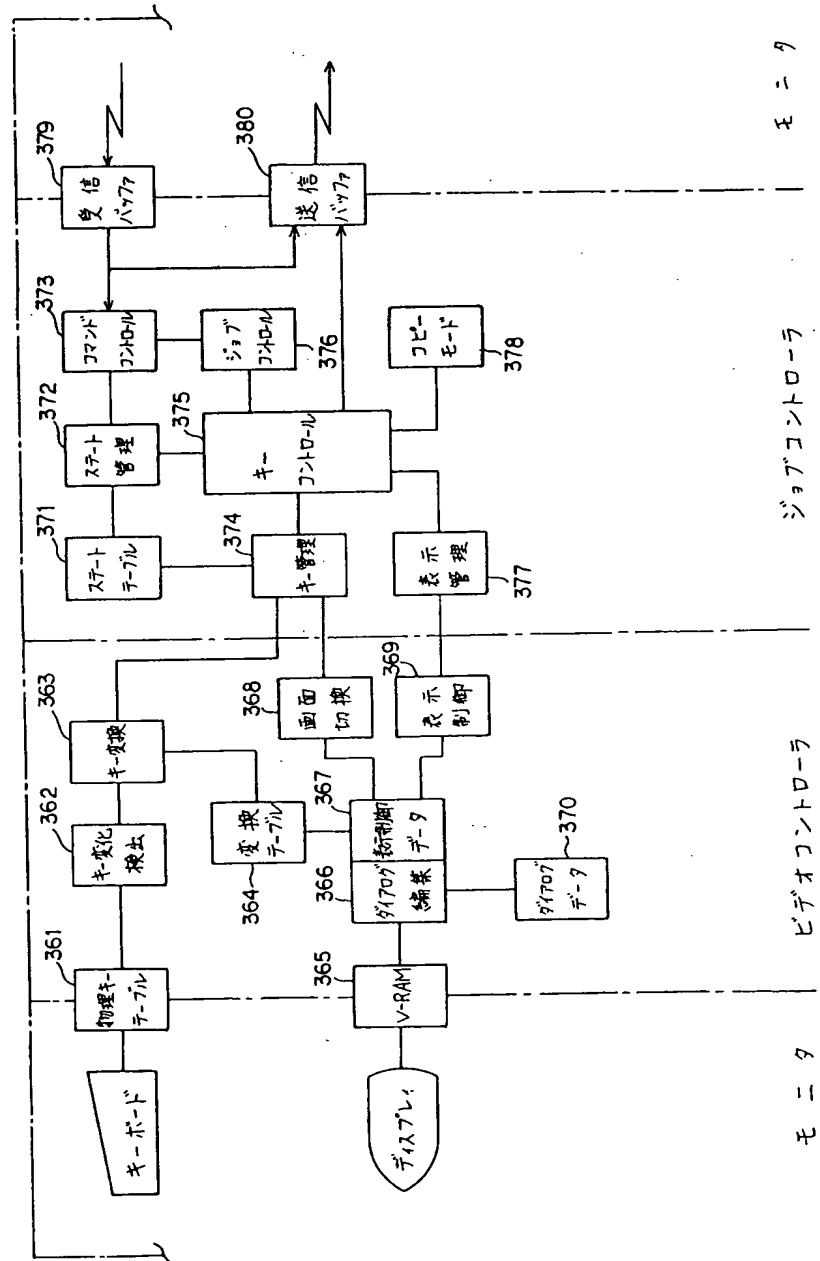 キーボード
361
物理キー
テーブル
362
キー変化
検出
363
キー変換
364
変換
テーブル
ディスプレイ
365
V-RAM
366
ダイアログ
編集
367
表示制御
データ
368
画面
切換
369
表示
制御
370
ダイアログ
データ
371
ステート
テーブル
372
ステート
管理
373
コマンド
コントロール
374
キー管理
375
キー
コントロール
376
ジョブ
コントロール
377
表示
管理
378
コピー
モード
379
受信
バッファ
380
送信
バッファ
モニタ
ビデオコントローラ
ジョブコントローラ
モニタ